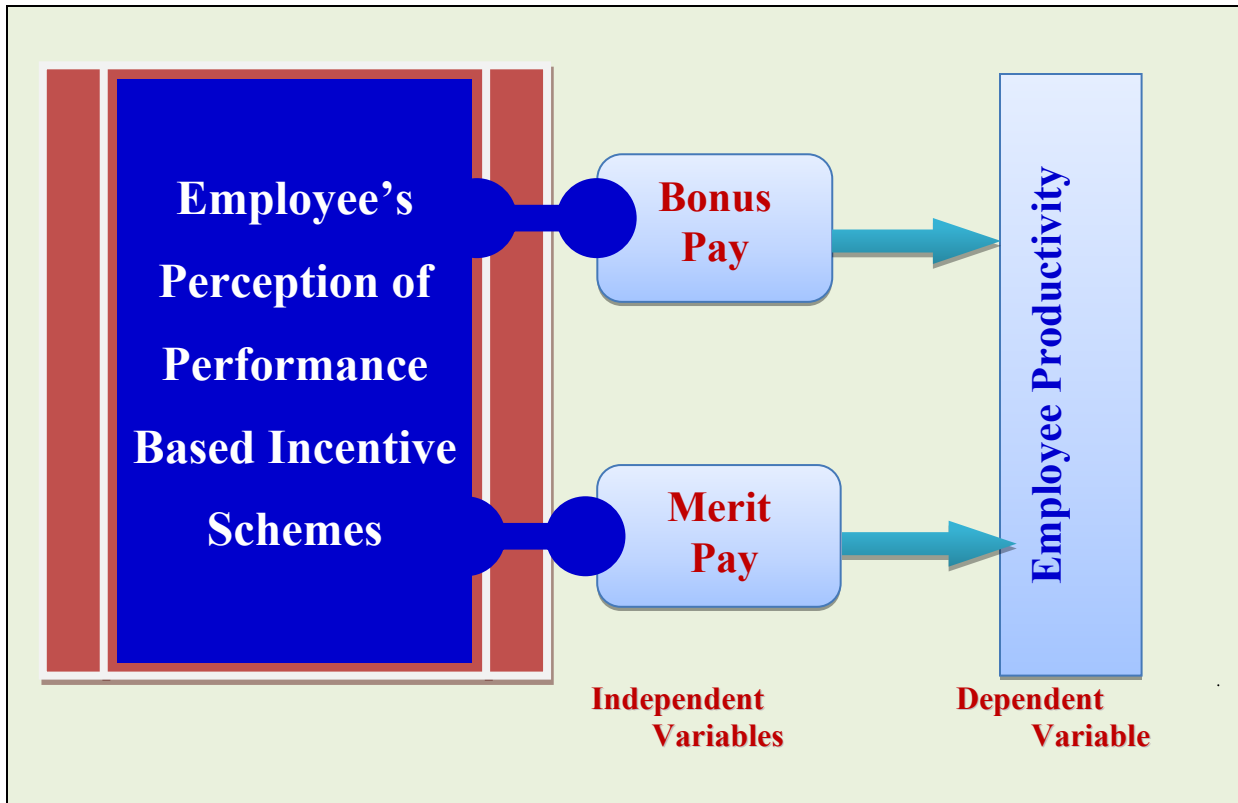 Employee’s
Perception of
Performance
Based Incentive
Schemes
Bonus
Pay
Merit
Pay
Employee Productivity
Independent
Variables
Dependent
Variable
.